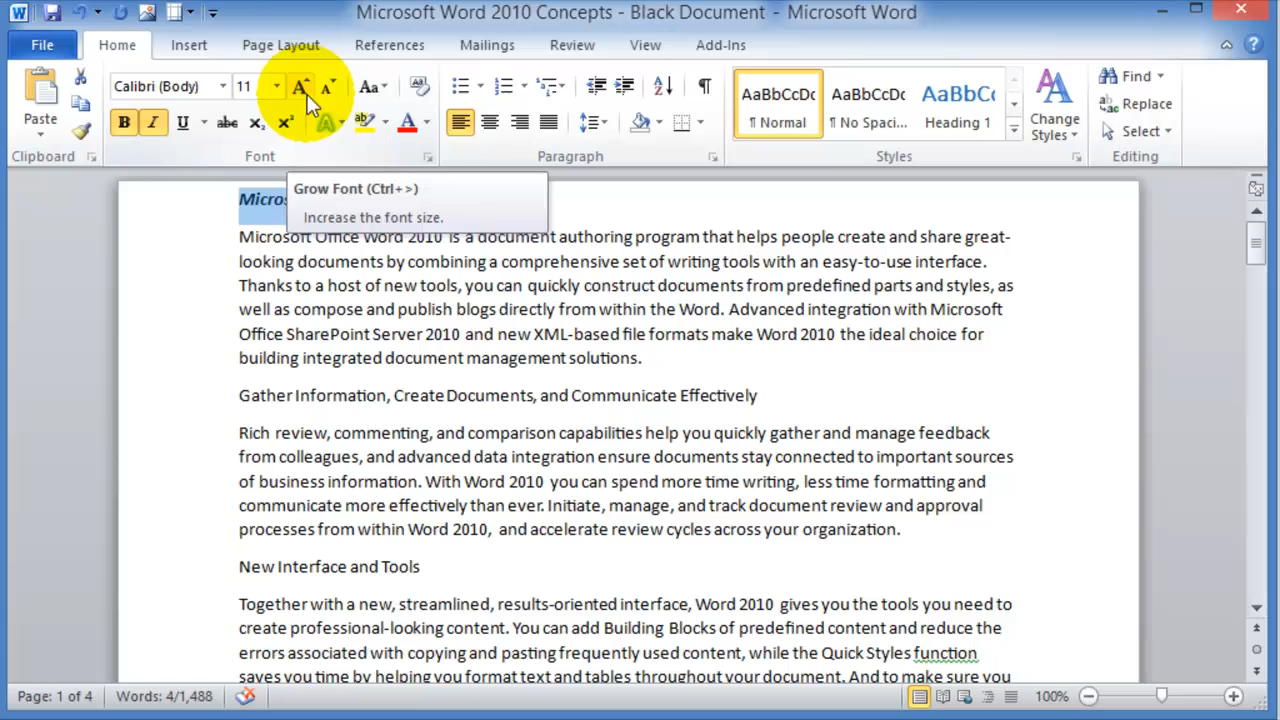 Microsoft Word 2010 Concepts - Black Document - Microsoft Word
File Home Insert Page Layout References Mailings Review View Add-Ins
Paste
Calibri (Body) 11 A A Aa
B I U abc X₂ X² A ab A
AaBbCcDc AaBbCcDc AaBbCc
¶ Normal ¶ No Spaci... Heading 1
Change Styles
Find
Replace
Select
Clipboard Font Paragraph Styles Editing
Grow Font (Ctrl+>)
Increase the font size.
Micros
Microsoft Office Word 2010 is a document authoring program that helps people create and share great-
looking documents by combining a comprehensive set of writing tools with an easy-to-use interface.
Thanks to a host of new tools, you can quickly construct documents from predefined parts and styles, as
well as compose and publish blogs directly from within the Word. Advanced integration with Microsoft
Office SharePoint Server 2010 and new XML-based file formats make Word 2010 the ideal choice for
building integrated document management solutions.
Gather Information, Create Documents, and Communicate Effectively
Rich review, commenting, and comparison capabilities help you quickly gather and manage feedback
from colleagues, and advanced data integration ensure documents stay connected to important sources
of business information. With Word 2010 you can spend more time writing, less time formatting and
communicate more effectively than ever. Initiate, manage, and track document review and approval
processes from within Word 2010, and accelerate review cycles across your organization.
New Interface and Tools
Together with a new, streamlined, results-oriented interface, Word 2010 gives you the tools you need to
create professional-looking content. You can add Building Blocks of predefined content and reduce the
errors associated with copying and pasting frequently used content, while the Quick Styles function
saves you time by helping you format text and tables throughout your document. And to make sure you
Page: 1 of 4 Words: 4/1,488 100%